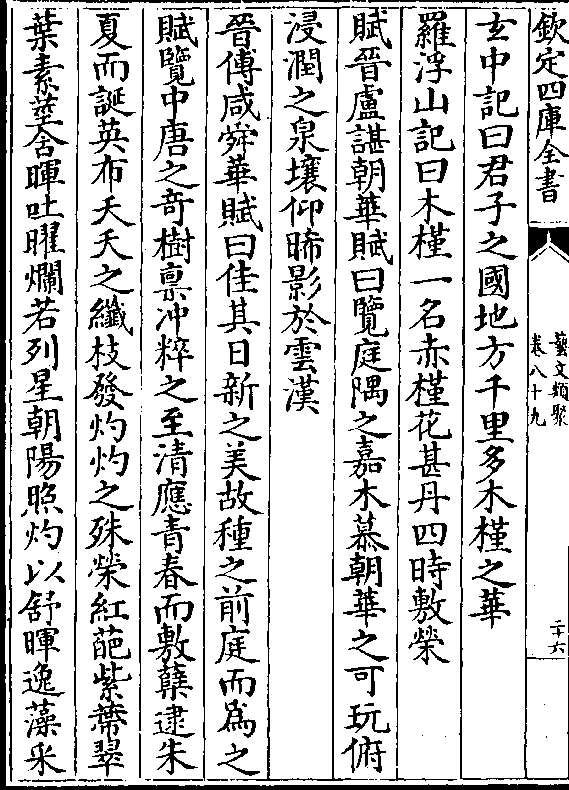 欽定四庫全書
藝文類聚
卷八十九
二十六
玄中記曰君子之國地方千里多木槿之華
羅浮山記曰木槿一名赤槿花甚丹四時敷榮
賦晉盧諶朝華賦曰覽庭隅之嘉木慕朝華之可玩俯
浸潤之泉壤仰晞影於雲漢
晉傅咸舜華賦曰佳其日新之美故種之前庭而為之
賦覽中唐之奇樹稟冲粹之至清應青春而敷蘖逮朱
夏而誕英布夭夭之纖枝發灼灼之殊榮紅葩紫蔕翠
葉素莖含暉吐曜爛若列星朝陽照灼以舒暉逸藻采